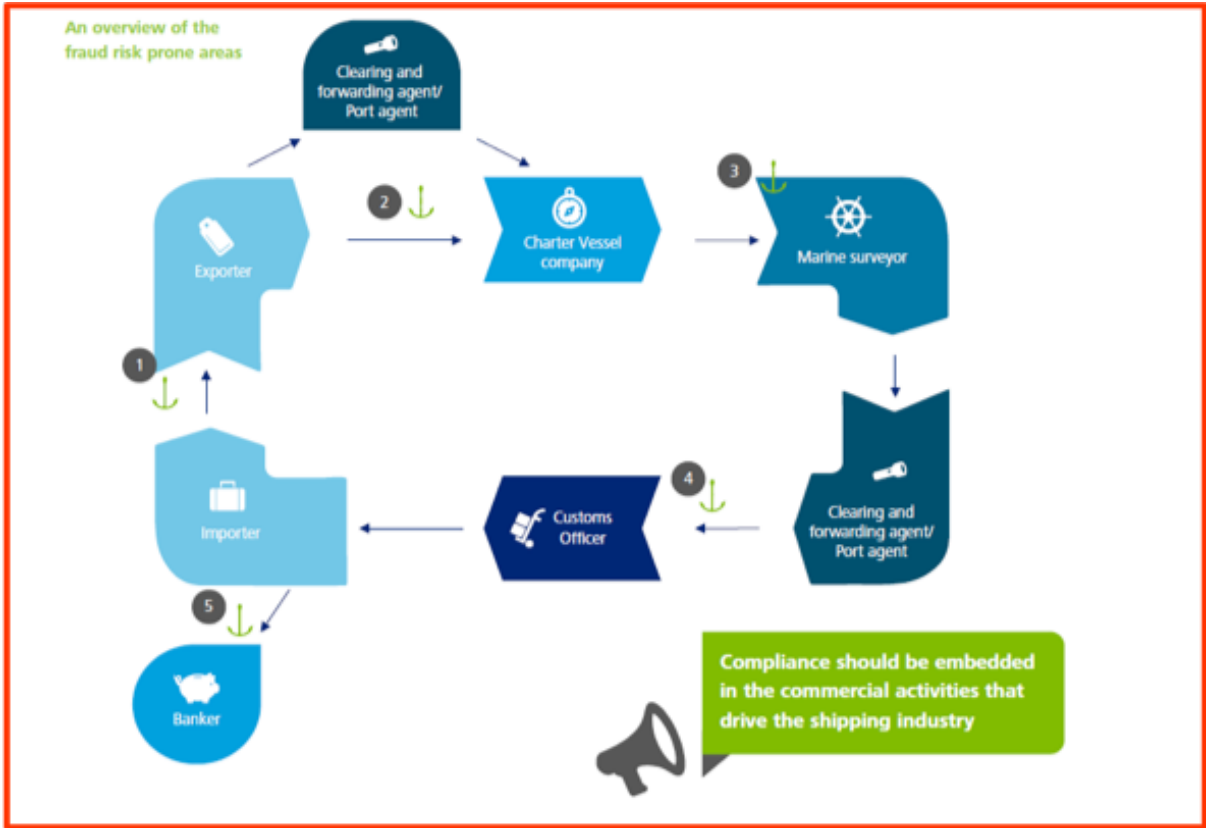 An overview of the
fraud risk prone areas
Clearing and
forwarding agent/
Port agent
2
3
Exporter
Charter Vessel
company
Marine surveyor
1
4
Importer
Customs
Officer
Clearing and
forwarding agent/
Port agent
5
Banker
Compliance should be embedded
in the commercial activities that
drive the shipping industry